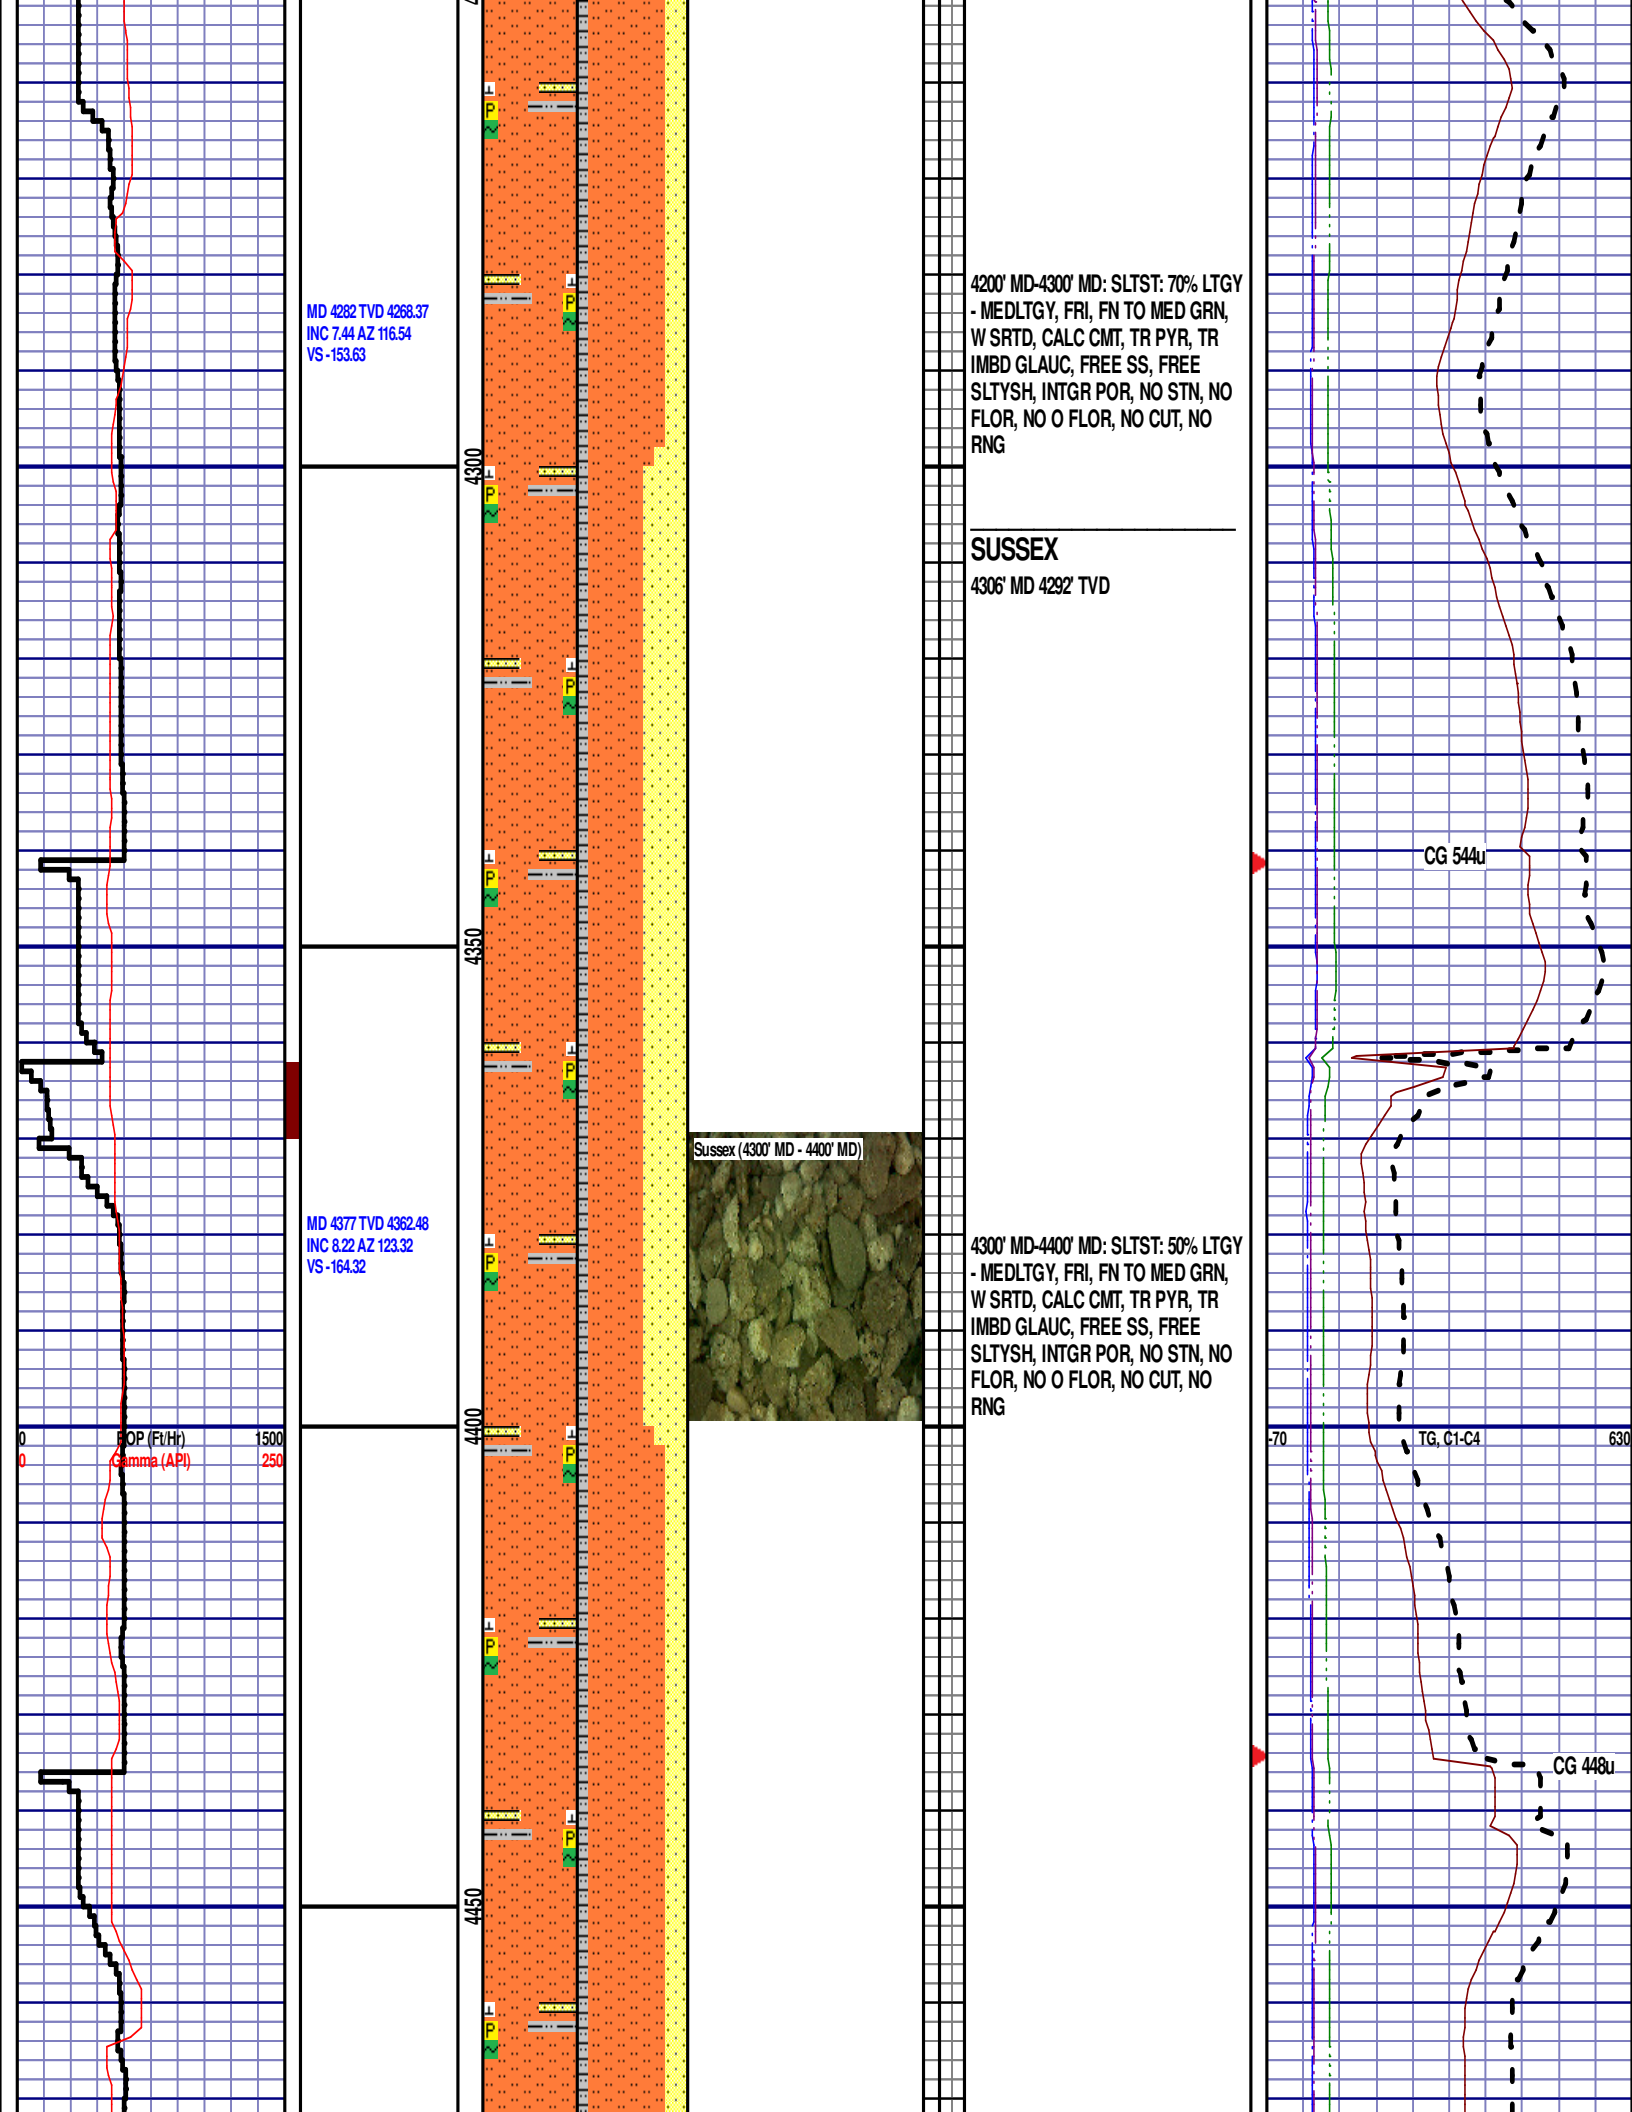 MD 4282 TVD 4268.37
INC 7.44 AZ 116.54
VS -153.63
4200' MD-4300' MD: SLTST: 70% LTGY
- MEDLTGY, FRI, FN TO MED GRN,
W SRTD, CALC CMT, TR PYR, TR
IMBD GLAUC, FREE SS, FREE
SLTYSH, INTGR POR, NO STN, NO
FLOR, NO O FLOR, NO CUT, NO
RNG
4300
SUSSEX
4306' MD 4292' TVD
CG 544u
4350
Sussex (4300' MD - 4400' MD)
MD 4377 TVD 4362.48
INC 8.22 AZ 123.32
VS -164.32
4300' MD-4400' MD: SLTST: 50% LTGY
- MEDLTGY, FRI, FN TO MED GRN,
W SRTD, CALC CMT, TR PYR, TR
IMBD GLAUC, FREE SS, FREE
SLTYSH, INTGR POR, NO STN, NO
FLOR, NO O FLOR, NO CUT, NO
RNG
4400
0 ROP (Ft/Hr) 1500
0 Gamma (API) 250
-70 TG, C1-C4 630
CG 448u
4450
P
P
P
P
P
P
P
P
P
P
P